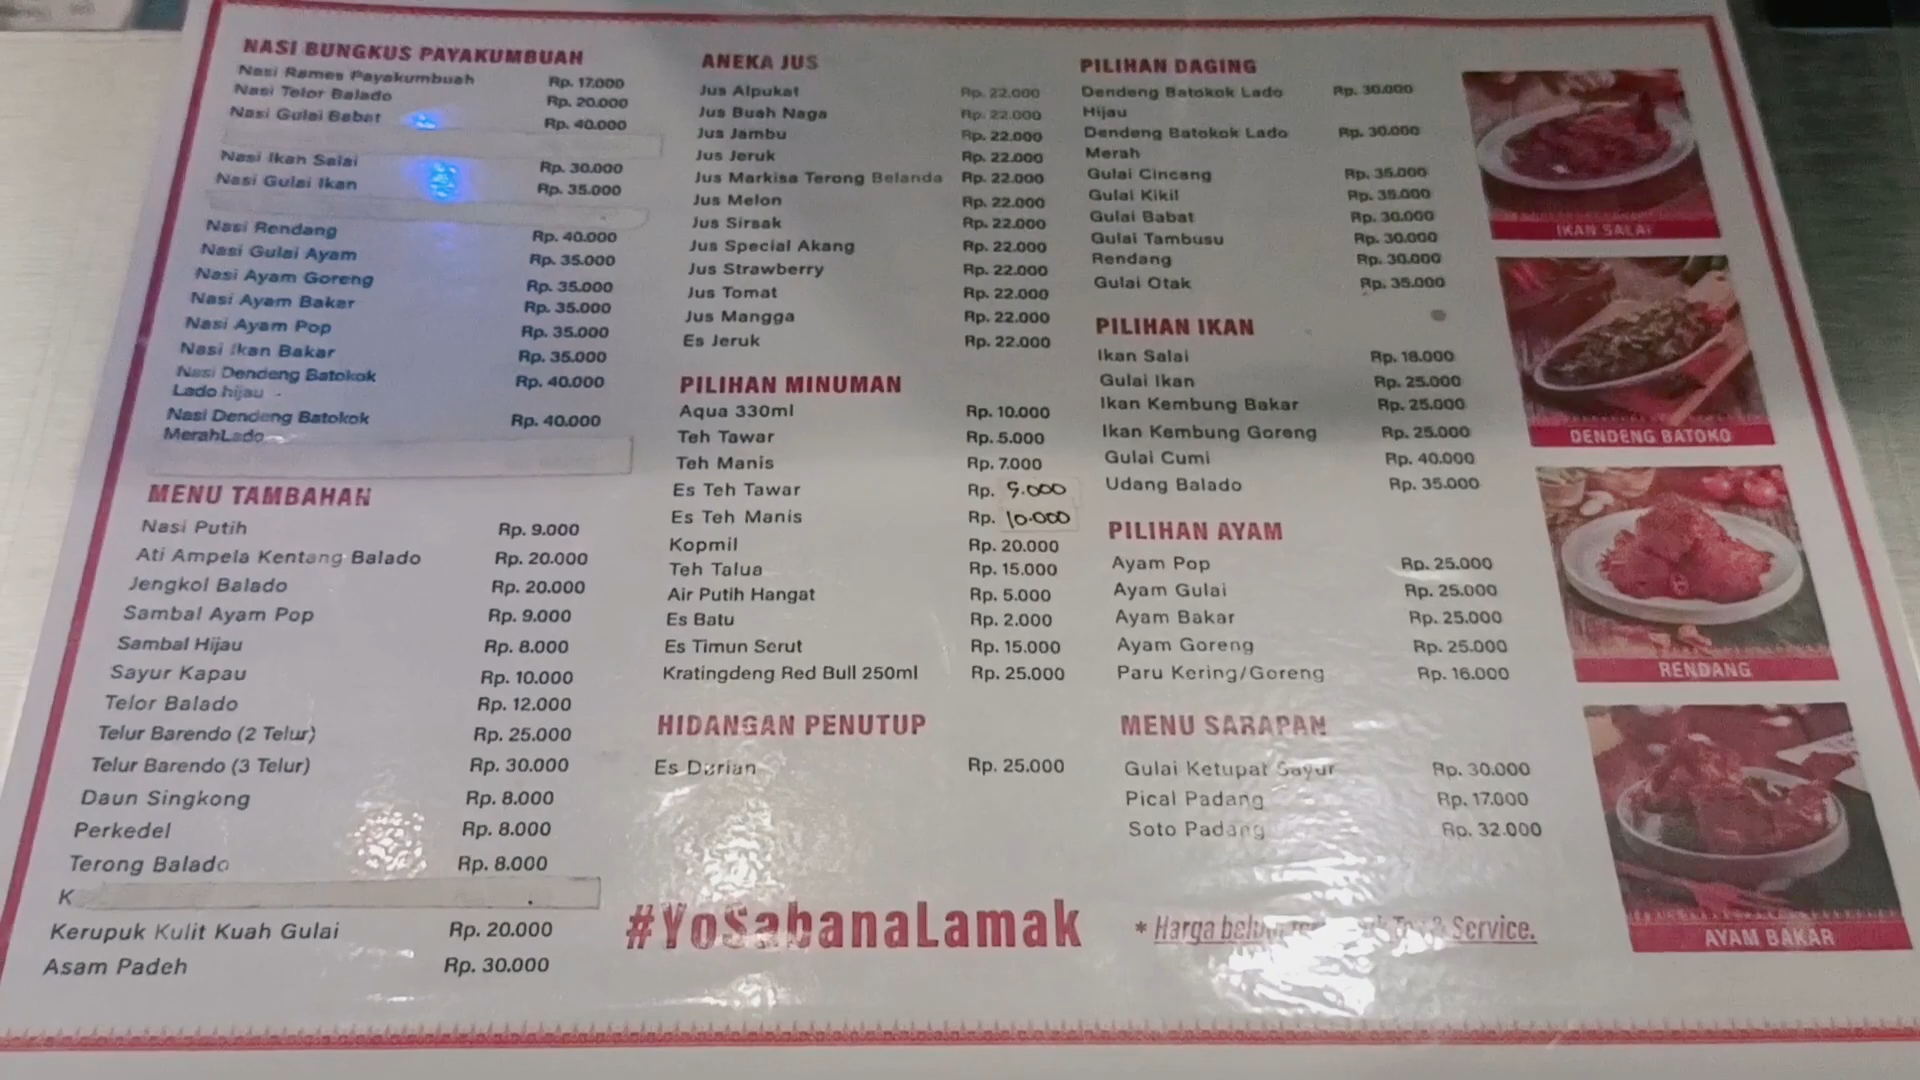 NASI BUNGKUS PAYAKUMBUAH
Nasi Rames Payakumbuah Rp. 17.000
Nasi Telor Balado Rp. 20.000
Nasi Gulai Babat Rp. 40.000
Nasi Ikan Salai Rp. 30.000
Nasi Gulai Ikan Rp. 35.000
Nasi Rendang Rp. 40.000
Nasi Gulai Ayam Rp. 35.000
Nasi Ayam Goreng Rp. 35.000
Nasi Ayam Bakar Rp. 35.000
Nasi Ayam Pop Rp. 35.000
Nasi Ikan Bakar Rp. 35.000
Nasi Dendeng Batokok Rp. 40.000
Lado hijau
Nasi Dendeng Batokok Rp. 40.000
MerahLado
MENU TAMBAHAN
Nasi Putih Rp. 9.000
Ati Ampela Kentang Balado Rp. 20.000
Jengkol Balado Rp. 20.000
Sambal Ayam Pop Rp. 9.000
Sambal Hijau Rp. 8.000
Sayur Kapau Rp. 10.000
Telor Balado Rp. 12.000
Telur Barendo (2 Telur) Rp. 25.000
Telur Barendo (3 Telur) Rp. 30.000
Daun Singkong Rp. 8.000
Perkedel Rp. 8.000
Terong Balado Rp. 8.000
K
Kerupuk Kulit Kuah Gulai Rp. 20.000
Asam Padeh Rp. 30.000
ANEKA JUS
Jus Alpukat Rp. 22.000
Jus Buah Naga Rp. 22.000
Jus Jambu Rp. 22.000
Jus Jeruk Rp. 22.000
Jus Markisa Terong Belanda Rp. 22.000
Jus Melon Rp. 22.000
Jus Sirsak Rp. 22.000
Jus Special Akang Rp. 22.000
Jus Strawberry Rp. 22.000
Jus Tomat Rp. 22.000
Jus Mangga Rp. 22.000
Es Jeruk Rp. 22.000
PILIHAN MINUMAN
Aqua 330ml Rp. 10.000
Teh Tawar Rp. 5.000
Teh Manis Rp. 7.000
Es Teh Tawar Rp. 9.000
Es Teh Manis Rp. 10.000
Kopmil Rp. 20.000
Teh Talua Rp. 15.000
Air Putih Hangat Rp. 5.000
Es Batu Rp. 2.000
Es Timun Serut Rp. 15.000
Kratingdeng Red Bull 250ml Rp. 25.000
HIDANGAN PENUTUP
Es Durian Rp. 25.000
#YoSabanaLamak
PILIHAN DAGING
Dendeng Batokok Lado Rp. 30.000
Hijau
Dendeng Batokok Lado Rp. 30.000
Merah
Gulai Cincang Rp. 35.000
Gulai Kikil Rp. 35.000
Gulai Babat Rp. 30.000
Gulai Tambusu Rp. 30.000
Rendang Rp. 30.000
Gulai Otak Rp. 35.000
PILIHAN IKAN
Ikan Salai Rp. 18.000
Gulai Ikan Rp. 25.000
Ikan Kembung Bakar Rp. 25.000
Ikan Kembung Goreng Rp. 25.000
Gulai Cumi Rp. 40.000
Udang Balado Rp. 35.000
PILIHAN AYAM
Ayam Pop Rp. 25.000
Ayam Gulai Rp. 25.000
Ayam Bakar Rp. 25.000
Ayam Goreng Rp. 25.000
Paru Kering/Goreng Rp. 16.000
MENU SARAPAN
Gulai Ketupat Sayur Rp. 30.000
Pical Padang Rp. 17.000
Soto Padang Rp. 32.000
* Harga & Service.
IKAN SALAI
DENDENG BATOKO
RENDANG
AYAM BAKAR